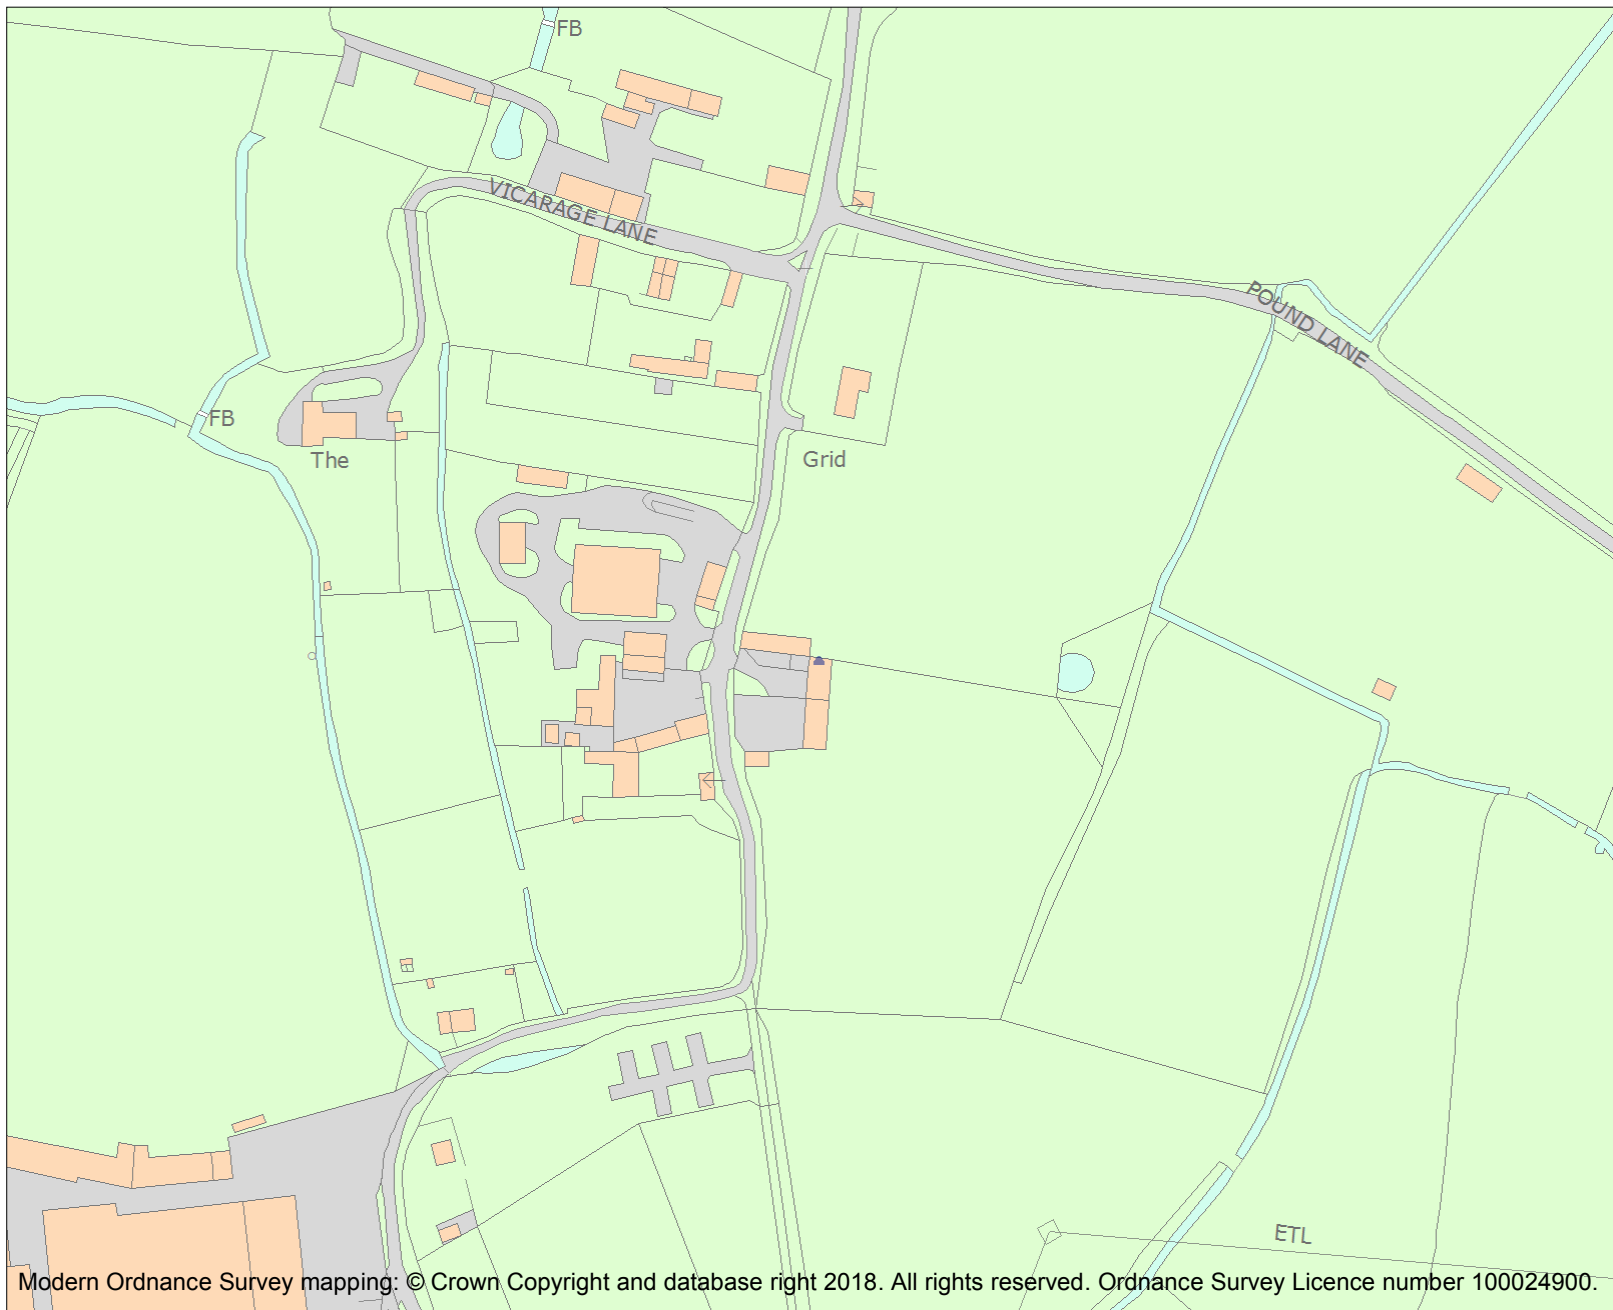 FB
VICARAGE LANE
POUND LANE
FB
The
Grid
ETL
Modern Ordnance Survey mapping: © Crown Copyright and database right 2018. All rights reserved. Ordnance Survey Licence number 100024900.